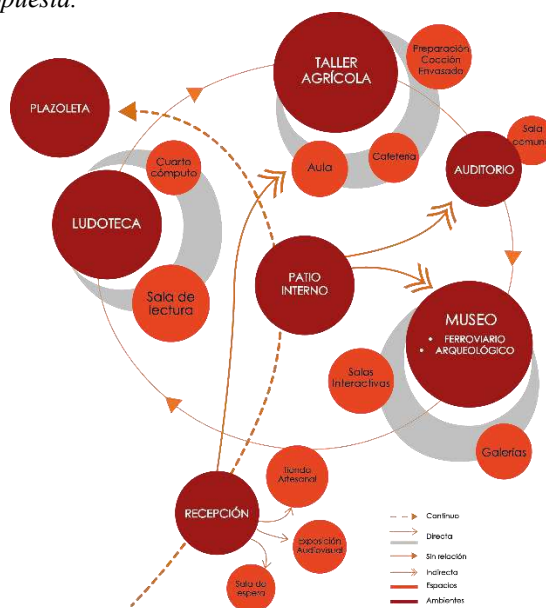 opuesta.
TALLER
AGRÍCOLA
Preparación
Cocción
Envasado
PLAZOLETA
Sala
comun
AUDITORIO
Aula
Cafetería
Cuarto
cómputo
LUDOTECA
Sala de
lectura
PATIO
INTERNO
MUSEO
• FERROVIARIO
• ARQUEOLÓGICO
Salas
Interactivas
Galerías
Tienda
Artesanal
RECEPCIÓN
Exposición
Audiovisual
Sala de
espera
Continuo
Directa
Sin relación
Indirecta
Espacios
Ambientes